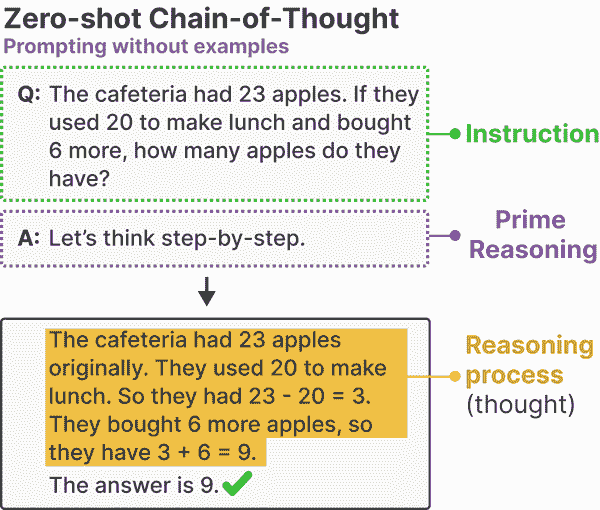 Zero-shot Chain-of-Thought
Prompting without examples
Q: The cafeteria had 23 apples. If they
used 20 to make lunch and bought
6 more, how many apples do they
have?
Instruction
A: Let's think step-by-step.
Prime
Reasoning
The cafeteria had 23 apples
originally. They used 20 to make
lunch. So they had 23 - 20 = 3.
They bought 6 more apples, so
they have 3 + 6 = 9.
The answer is 9.
Reasoning
process
(thought)